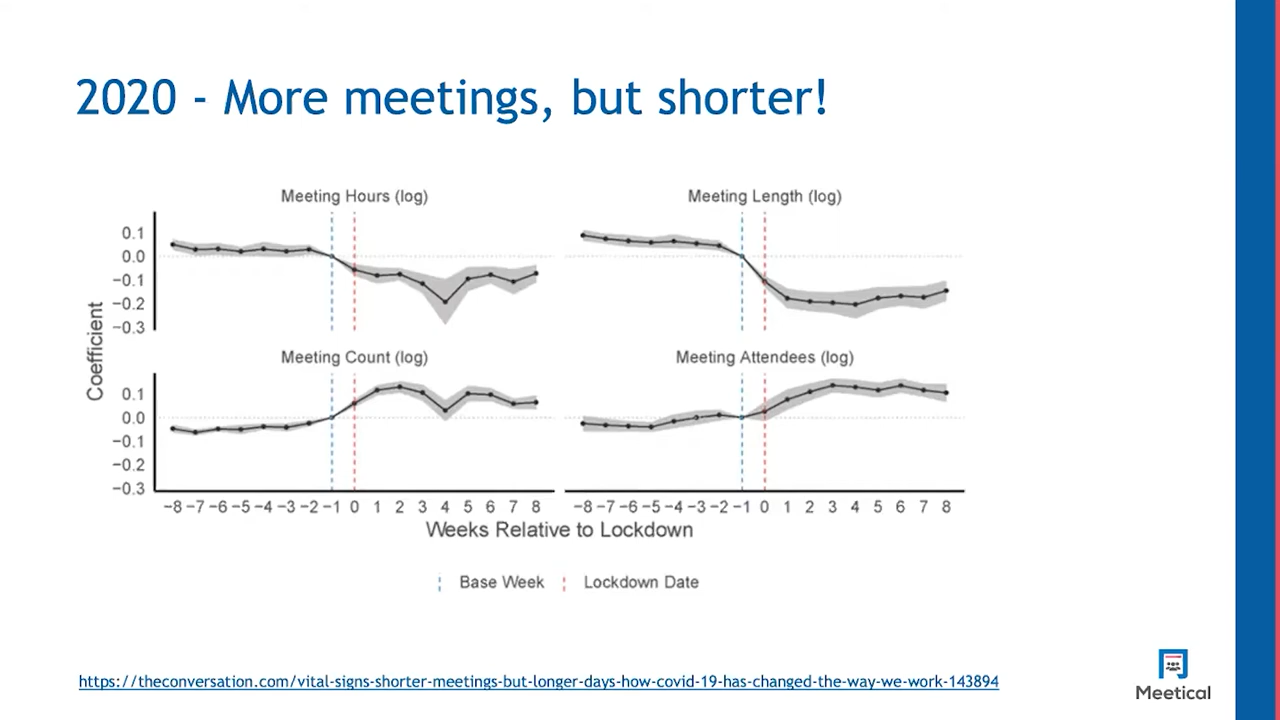 2020 - More meetings, but shorter!
Meeting Hours (log)
Meeting Length (log)
0.1
0.0
−0.1
−0.2
−0.3
Coefficient
Meeting Count (log)
Meeting Attendees (log)
0.1
0.0
−0.1
−0.2
−0.3
−8 −7 −6 −5 −4 −3 −2 −1 0 1 2 3 4 5 6 7 8
−8 −7 −6 −5 −4 −3 −2 −1 0 1 2 3 4 5 6 7 8
Weeks Relative to Lockdown
Base Week
Lockdown Date
https://theconversation.com/vital-signs-shorter-meetings-but-longer-days-how-covid-19-has-changed-the-way-we-work-143894
Meetical